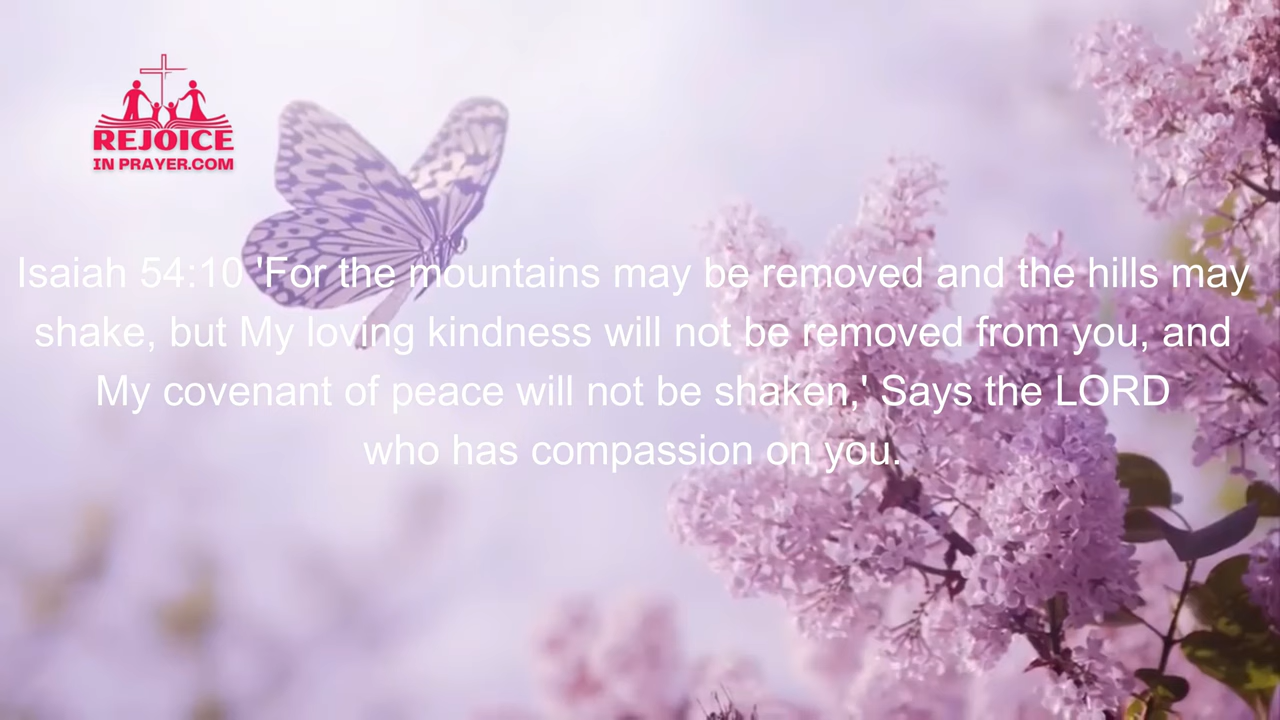 REJOICE
IN PRAYER.COM
Isaiah 54:10 'For the mountains may be removed and the hills may
shake, but My loving kindness will not be removed from you, and
My covenant of peace will not be shaken,' Says the LORD
who has compassion on you.